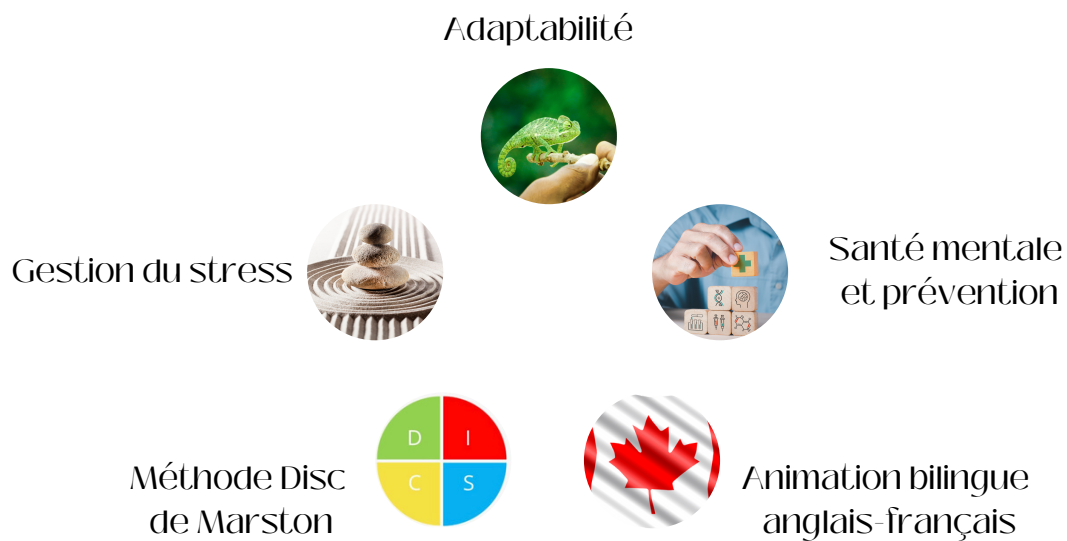 Adaptabilité
Gestion du stress
Santé mentale
et prévention
D I
C S
Méthode Disc
de Marston
Animation bilingue
anglais-français